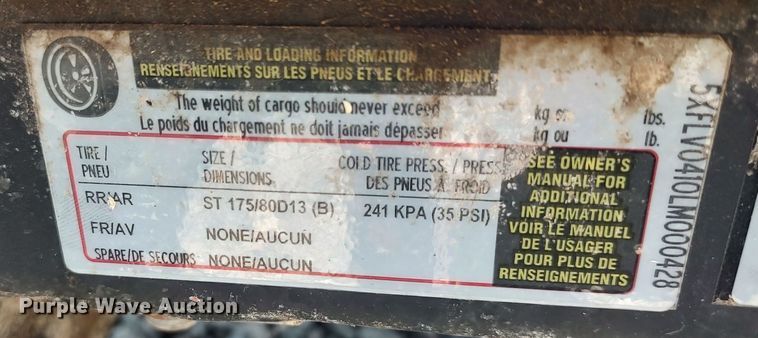 TIRE AND LOADING INFORMATION
RENSEIGNEMENTS SUR LES PNEUS ET LE CHARGEMENT
The weight of cargo should never exceed kg or lbs.
Le poids du chargement ne doit jamais dépasser kg ou lb.
TIRE / PNEU
SIZE / DIMENSIONS
COLD TIRE PRESS. / PRESS. DES PNEUS À FROID
RR/AR ST 175/80D13 (B) 241 KPA (35 PSI)
FR/AV NONE/AUCUN
SPARE/DE SECOURS NONE/AUCUN
SEE OWNER'S
MANUAL FOR
ADDITIONAL
INFORMATION
VOIR LE MANUEL
DE L'USAGER
POUR PLUS DE
RENSEIGNEMENTS
5XFLV0410LM000428
Purple Wave Auction